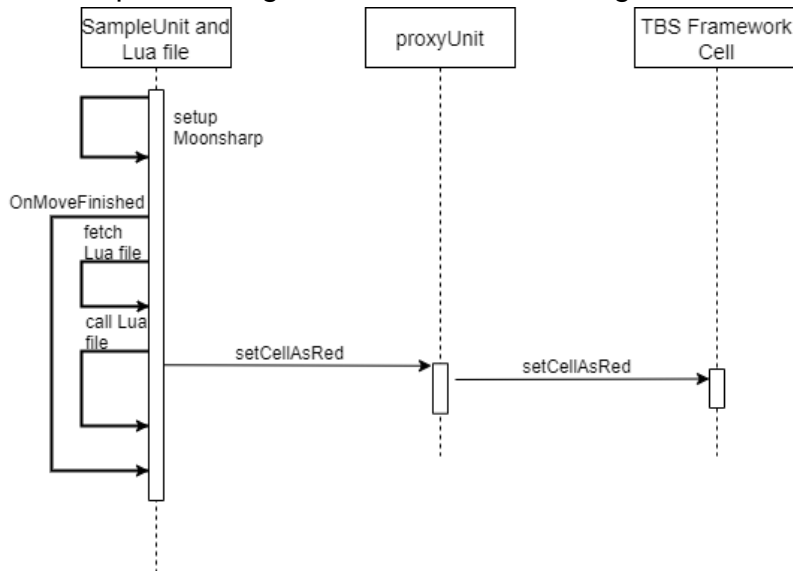 SampleUnit and
Lua file
proxyUnit
TBS Framework
Cell
setup
Moonsharp
OnMoveFinished
fetch
Lua file
call Lua
file
setCellAsRed
setCellAsRed